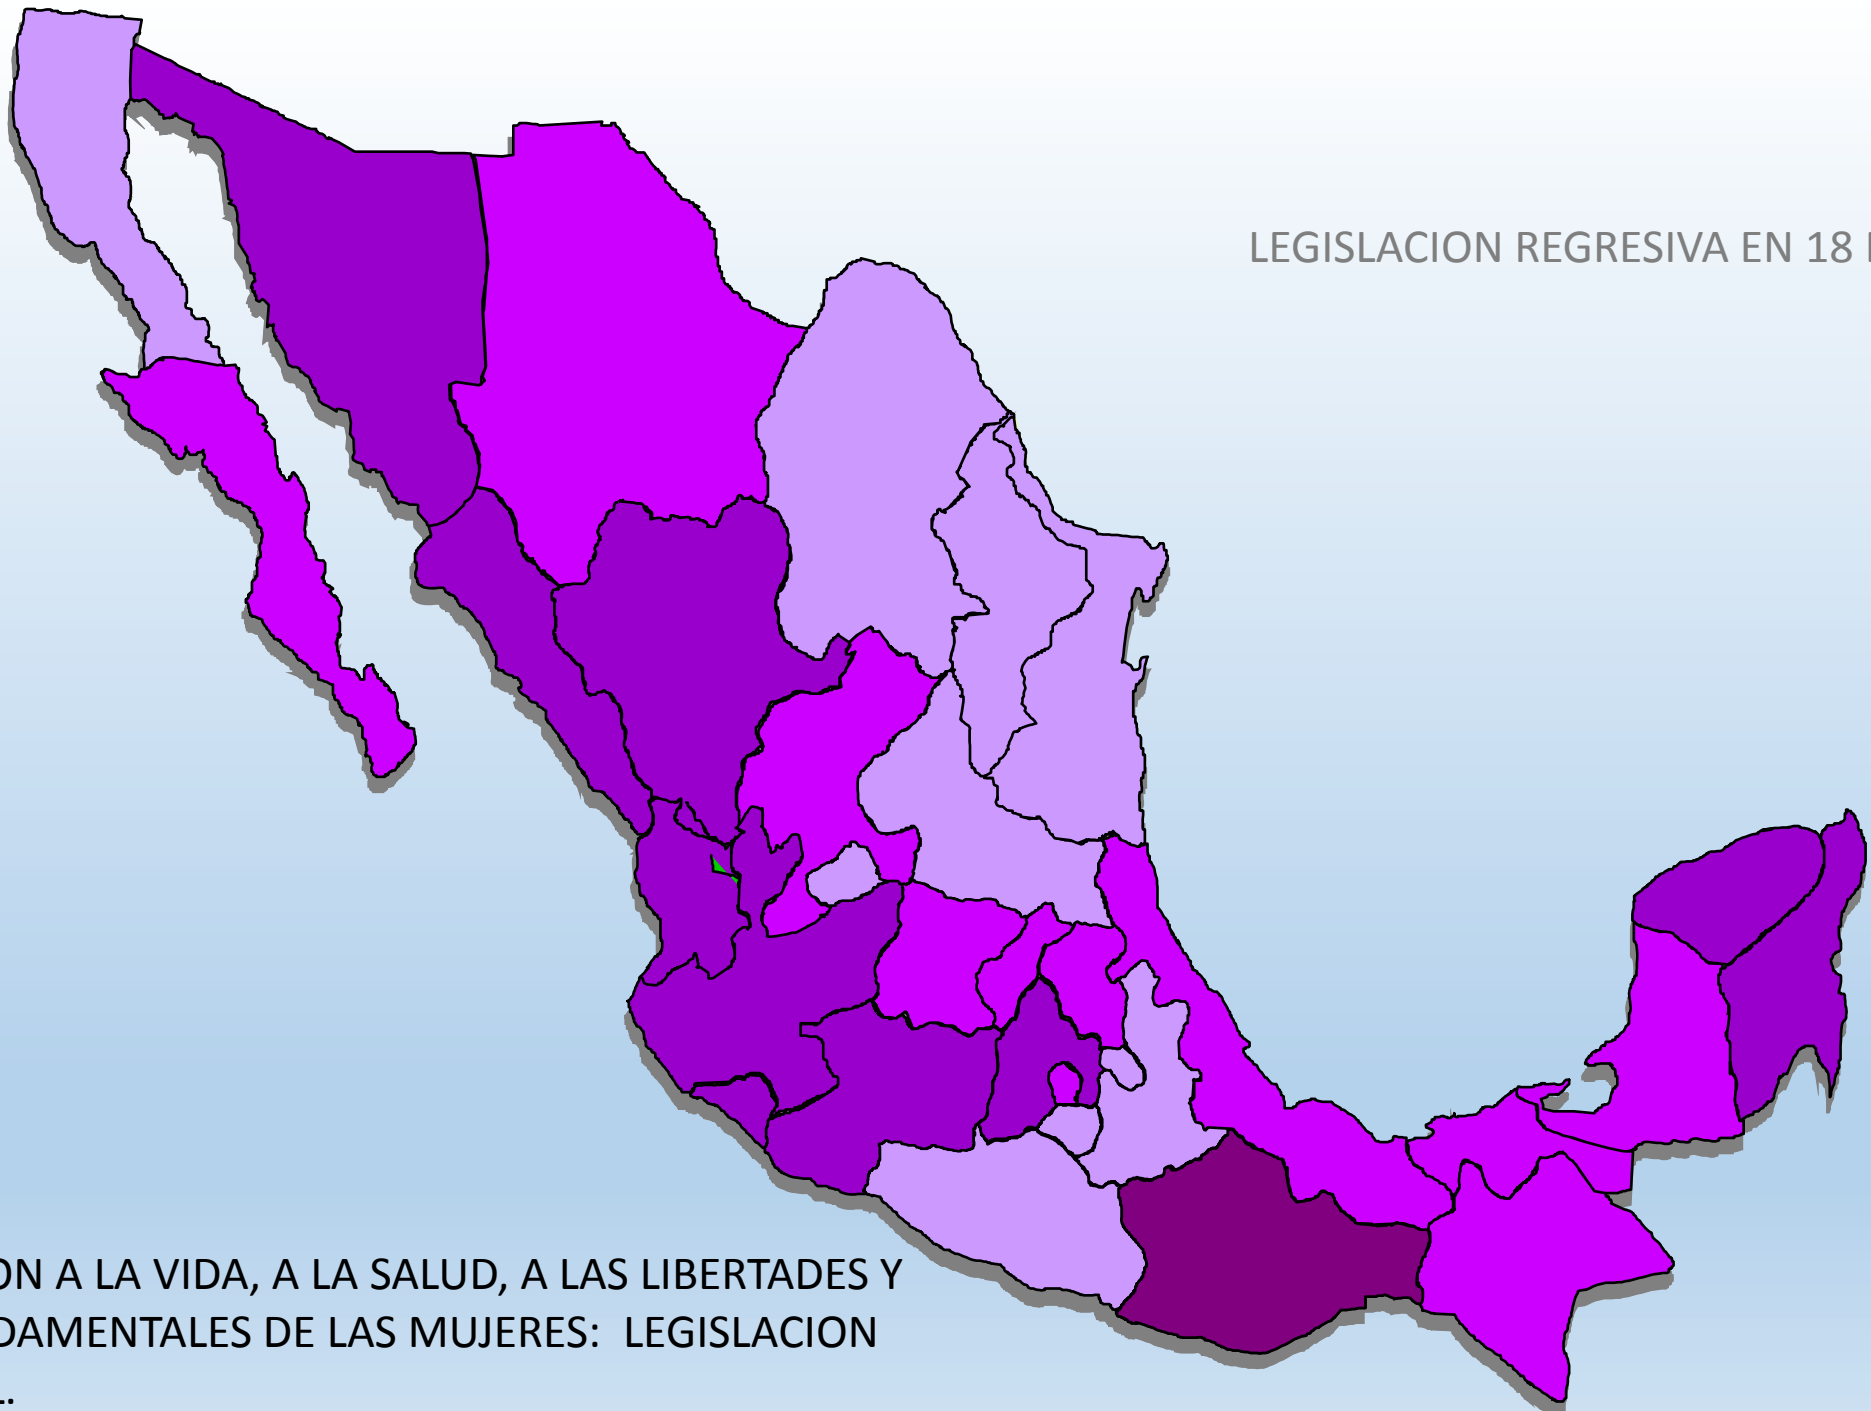 LEGISLACION REGRESIVA EN 18
ON A LA VIDA, A LA SALUD, A LAS LIBERTADES Y
DAMENTALES DE LAS MUJERES: LEGISLACION